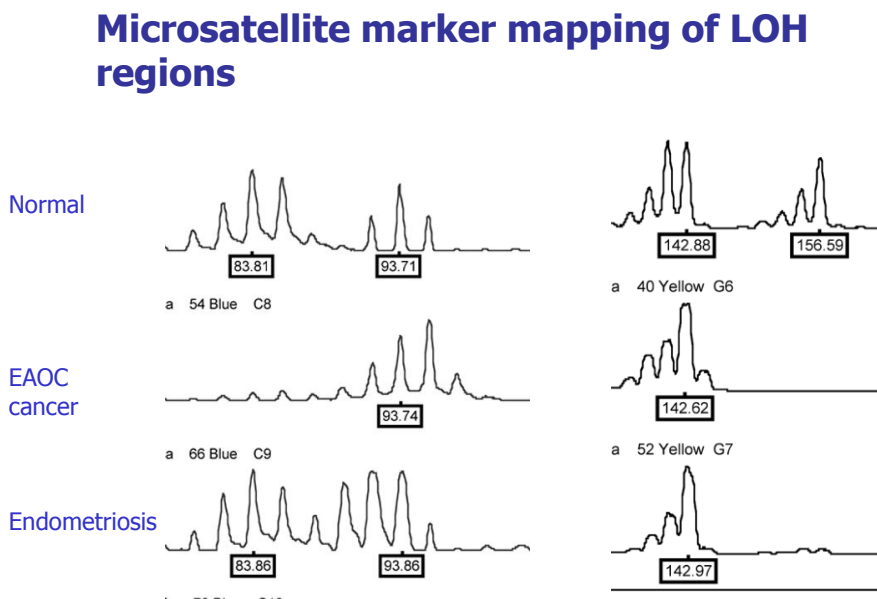 Microsatellite marker mapping of LOH
regions
Normal
83.81 93.71
142.88 156.59
a 54 Blue C8
a 40 Yellow G6
EAOC
cancer
93.74
142.62
a 66 Blue C9
a 52 Yellow G7
Endometriosis
83.86 93.86
142.97